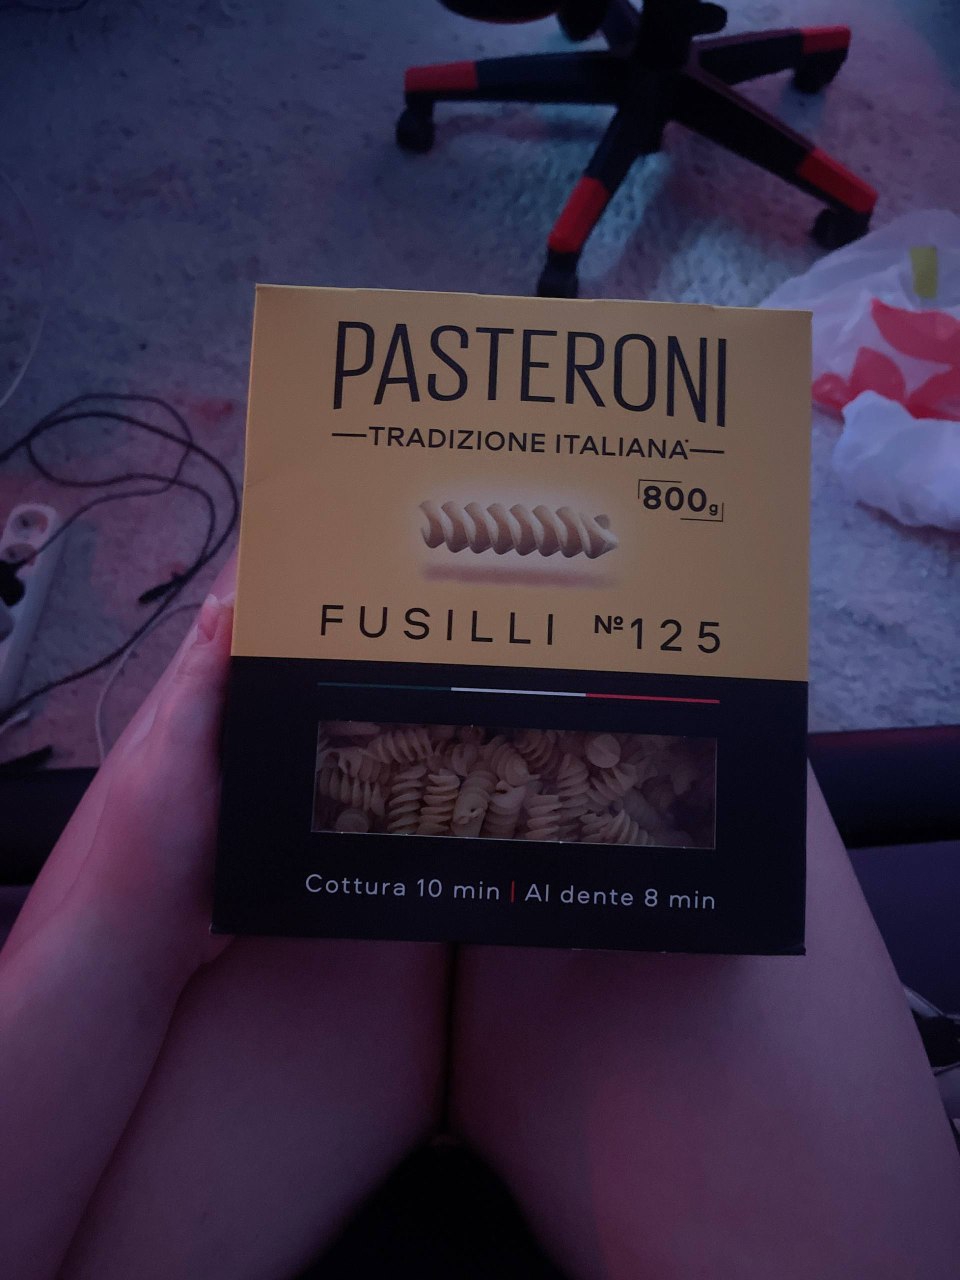 PASTERONI
TRADIZIONE ITALIANA*
800g
FUSILLI №125
Cottura 10 min | Al dente 8 min